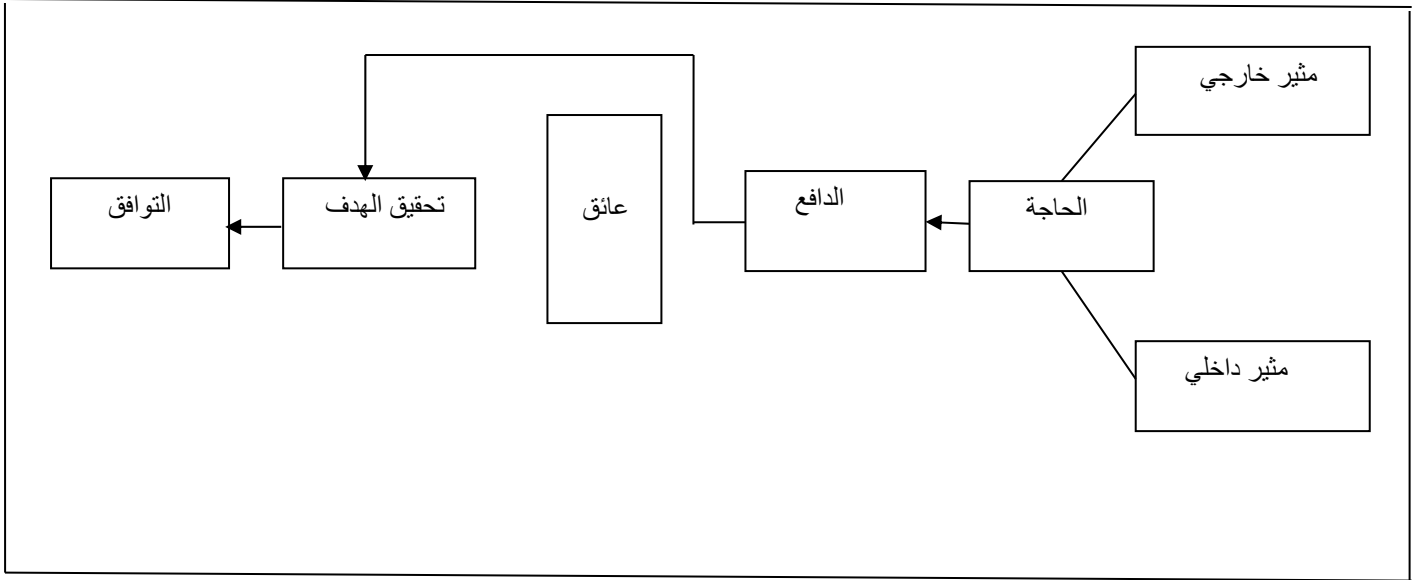 مثير خارجي
الحاجة
الدافع
عائق
تحقيق الهدف
التوافق
مثير داخلي